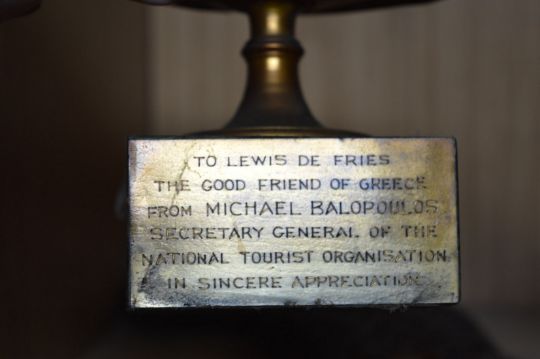 TO LEWIS DE FRIES
THE GOOD FRIEND OF GREECE
FROM MICHAEL BALOPOULOS
SECRETARY GENERAL OF THE
NATIONAL TOURIST ORGANISATION
IN SINCERE APPRECIATION